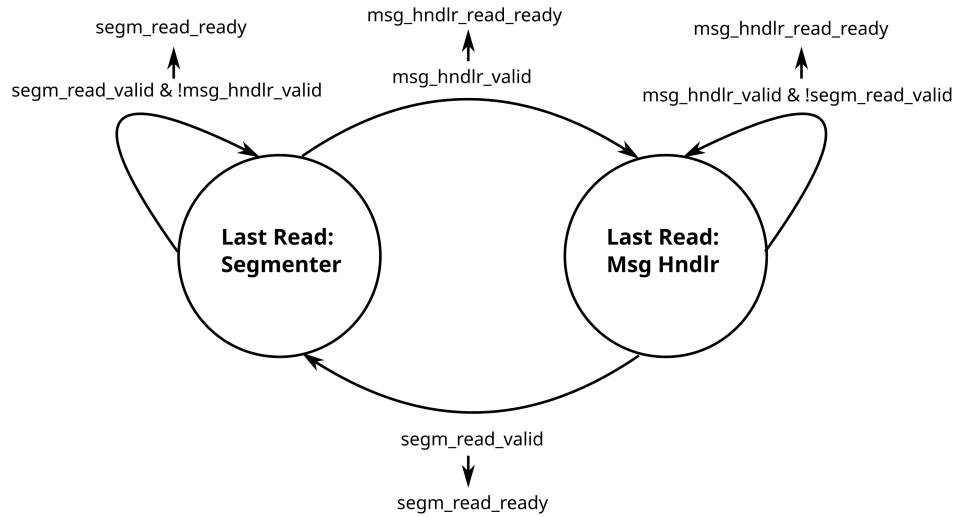 segm_read_ready
segm_read_valid & !msg_hndlr_valid
msg_hndlr_read_ready
msg_hndlr_valid
msg_hndlr_read_ready
msg_hndlr_valid & !segm_read_valid
Last Read:
Segmenter
Last Read:
Msg Hndlr
segm_read_valid
segm_read_ready